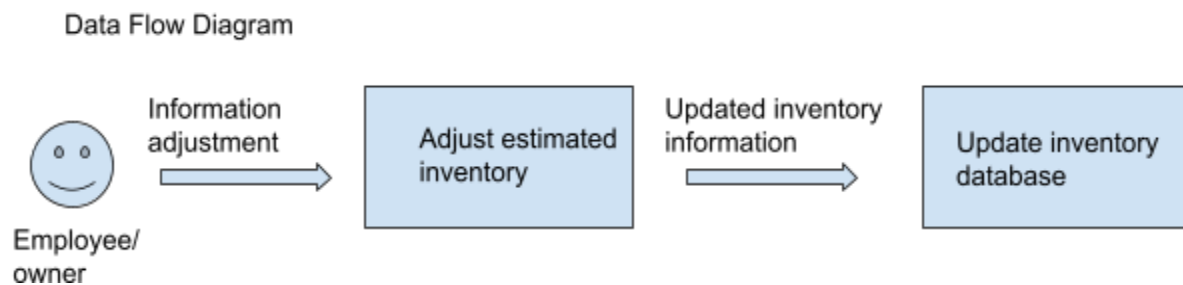 Data Flow Diagram
Information
adjustment
Employee/
owner
Adjust estimated
inventory
Updated inventory
information
Update inventory
database